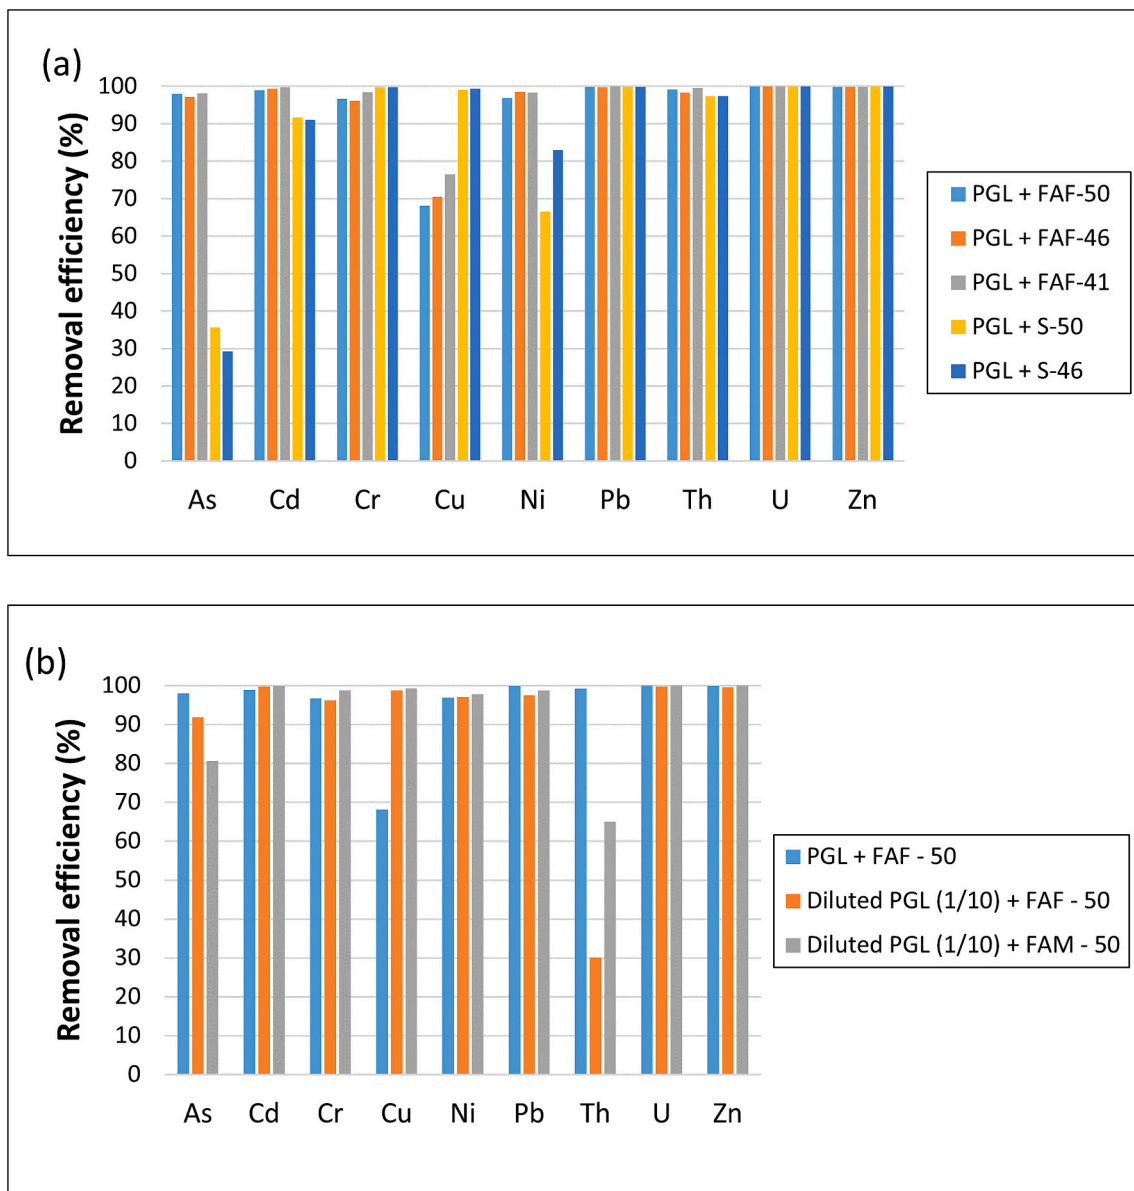 (a)
Removal efficiency (%)
100
90
80
70
60
50
40
30
20
10
0
As Cd Cr Cu Ni Pb Th U Zn
PGL + FAF-50
PGL + FAF-46
PGL + FAF-41
PGL + S-50
PGL + S-46
(b)
Removal efficiency (%)
100
90
80
70
60
50
40
30
20
10
0
As Cd Cr Cu Ni Pb Th U Zn
PGL + FAF - 50
Diluted PGL (1/10) + FAF - 50
Diluted PGL (1/10) + FAM - 50